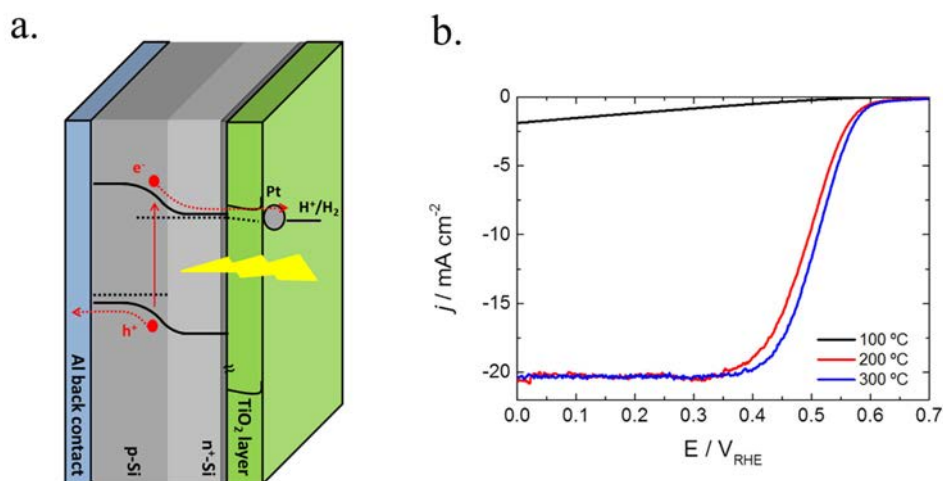 a.
e⁻
Pt
H⁺/H₂
h⁺
Al back contact
p-Si
n⁺-Si
TiO₂ layer
b.
0
-5
-10
-15
-20
j / mA cm⁻²
100 ºC
200 ºC
300 ºC
0.0 0.1 0.2 0.3 0.4 0.5 0.6 0.7
E / V_RHE